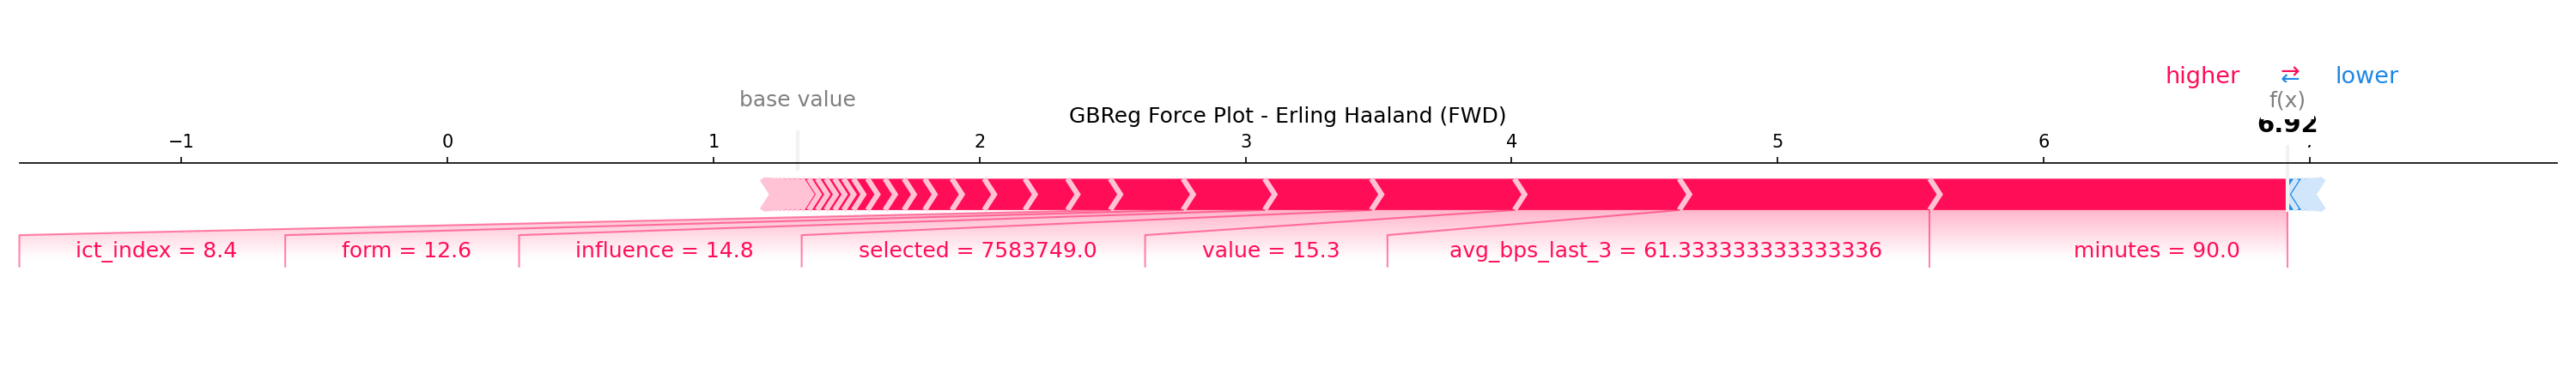 higher ⇄ lower
base value
f(x)
GBReg Force Plot - Erling Haaland (FWD)
6.92
−1 0 1 2 3 4 5 6
ict_index = 8.4 form = 12.6 influence = 14.8 selected = 7583749.0 value = 15.3 avg_bps_last_3 = 61.333333333333336 minutes = 90.0